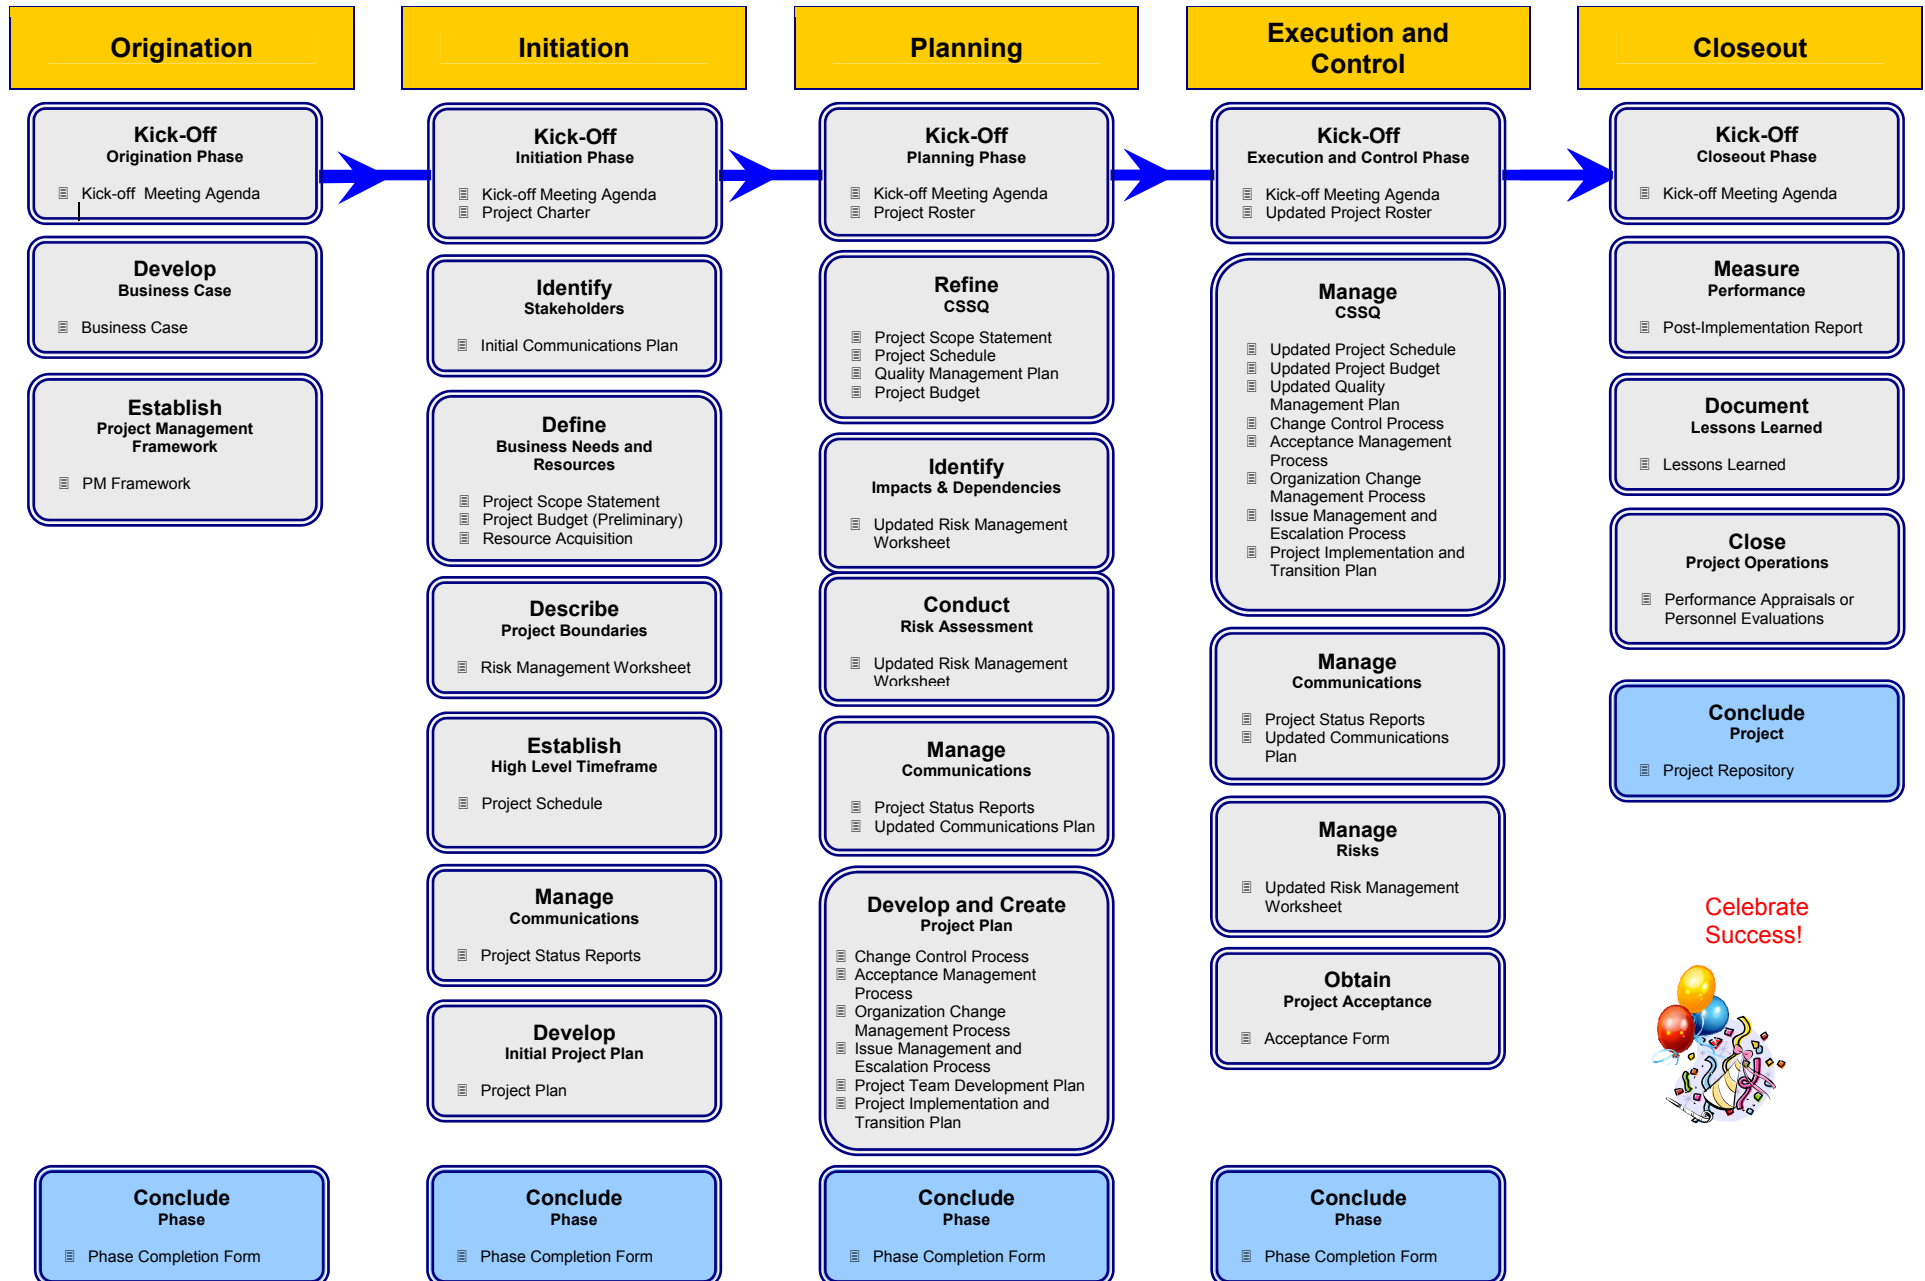 Origination
Kick-Off
Origination Phase
Kick-off  Meeting Agenda
Develop
Business Case
Business Case
Establish
Project Management
Framework
PM Framework
Conclude
Phase
Phase Completion Form
Initiation
Kick-Off
Initiation Phase
Kick-off Meeting Agenda
Project Charter
Identify
Stakeholders
Initial Communications Plan
Define
Business Needs and
Resources
Project Scope Statement
Project Budget (Preliminary)
Resource Acquisition
Describe
Project Boundaries
Risk Management Worksheet
Establish
High Level Timeframe
Project Schedule
Manage
Communications
Project Status Reports
Develop
Initial Project Plan
Project Plan
Conclude
Phase
Phase Completion Form
Planning
Kick-Off
Planning Phase
Kick-off Meeting Agenda
Project Roster
Refine
CSSQ
Project Scope Statement
Project Schedule
Quality Management Plan
Project Budget
Identify
Impacts & Dependencies
Updated Risk Management
Worksheet
Conduct
Risk Assessment
Updated Risk Management
Worksheet
Manage
Communications
Project Status Reports
Updated Communications Plan
Develop and Create
Project Plan
Change Control Process
Acceptance Management
Process
Organization Change
Management Process
Issue Management and
Escalation Process
Project Team Development Plan
Project Implementation and
Transition Plan
Conclude
Phase
Phase Completion Form
Execution and
Control
Kick-Off
Execution and Control Phase
Kick-off Meeting Agenda
Updated Project Roster
Manage
CSSQ
Updated Project Schedule
Updated Project Budget
Updated Quality
Management Plan
Change Control Process
Acceptance Management
Process
Organization Change
Management Process
Issue Management and
Escalation Process
Project Implementation and
Transition Plan
Manage
Communications
Project Status Reports
Updated Communications
Plan
Manage
Risks
Updated Risk Management
Worksheet
Obtain
Project Acceptance
Acceptance Form
Conclude
Phase
Phase Completion Form
Closeout
Kick-Off
Closeout Phase
Kick-off Meeting Agenda
Measure
Performance
Post-Implementation Report
Document
Lessons Learned
Lessons Learned
Close
Project Operations
Performance Appraisals or
Personnel Evaluations
Conclude
Project
Project Repository
Celebrate
Success!